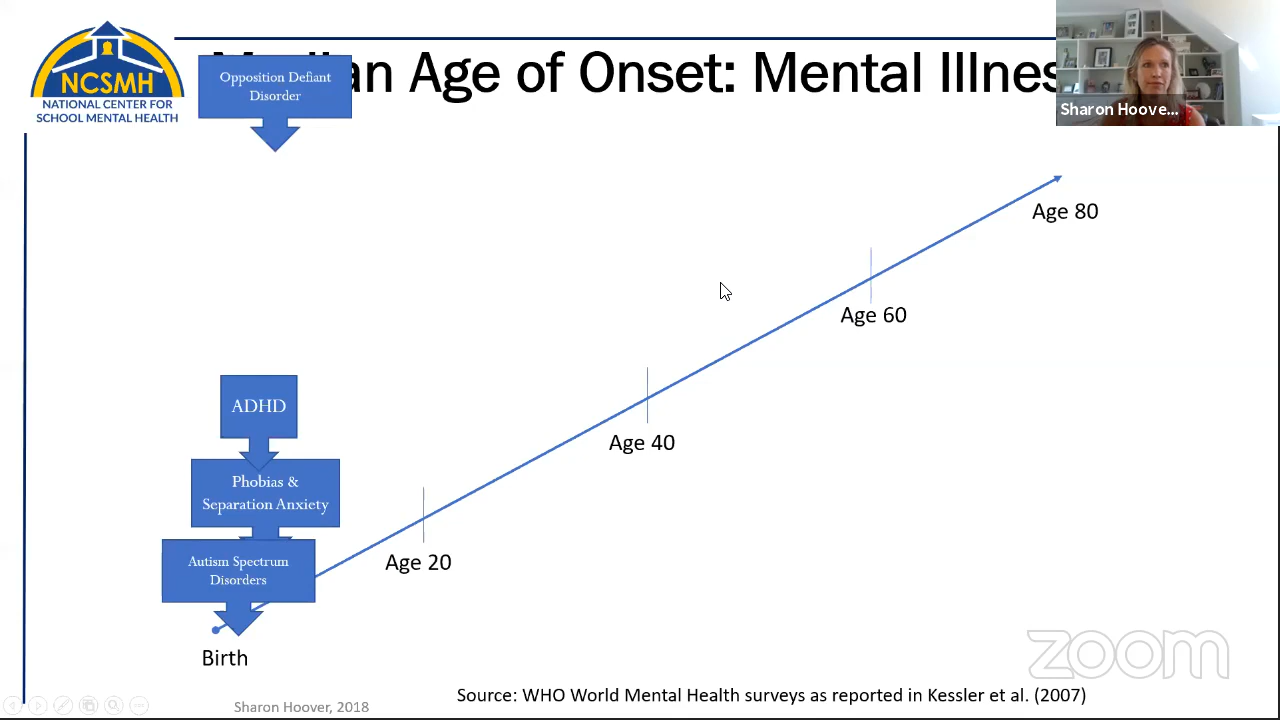 NCSMH
NATIONAL CENTER FOR
SCHOOL MENTAL HEALTH
Opposition Defiant
Disorder
Age of Onset: Mental
Sharon Hoove...
Age 80
Age 60
ADHD
Age 40
Phobias &
Separation Anxiety
Autism Spectrum
Disorders
Age 20
Birth
zoom
Source: WHO World Mental Health surveys as reported in Kessler et al. (2007)
Sharon Hoover, 2018